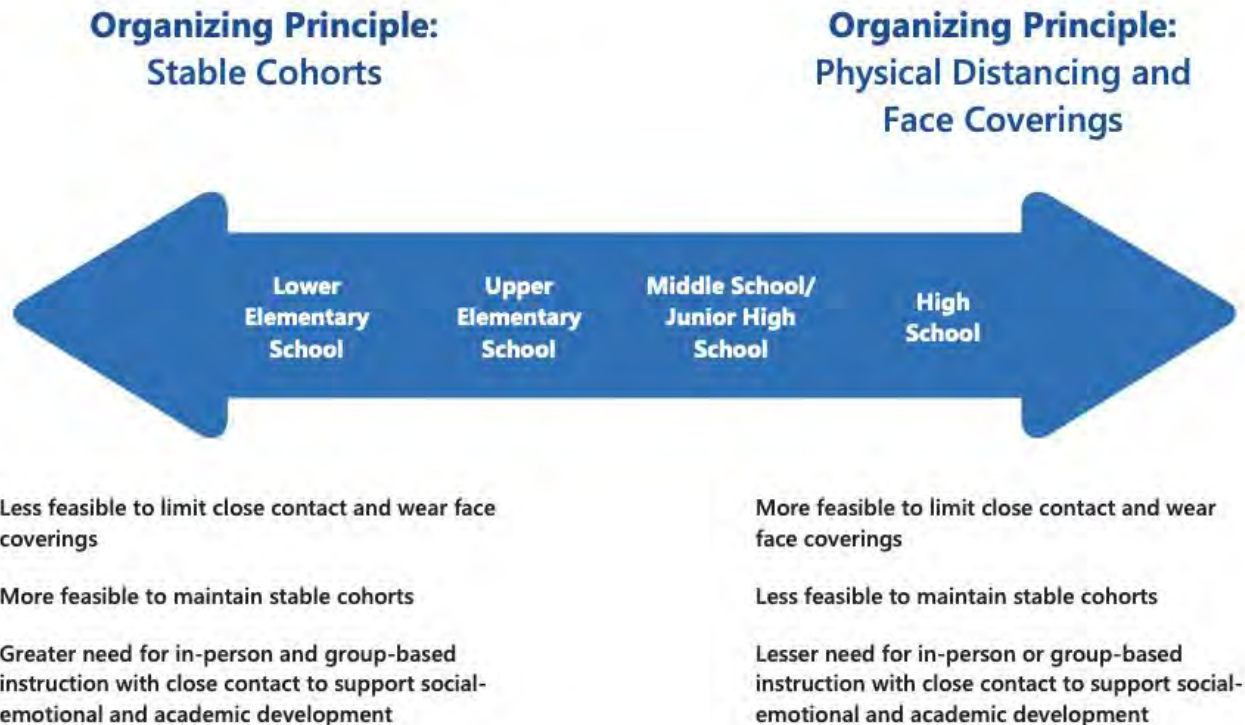 Organizing Principle:
Stable Cohorts
Organizing Principle:
Physical Distancing and
Face Coverings
Lower
Elementary
School
Upper
Elementary
School
Middle School/
Junior High
School
High
School
Less feasible to limit close contact and wear face
coverings
More feasible to maintain stable cohorts
Greater need for in-person and group-based
instruction with close contact to support social-
emotional and academic development
More feasible to limit close contact and wear
face coverings
Less feasible to maintain stable cohorts
Lesser need for in-person or group-based
instruction with close contact to support social-
emotional and academic development